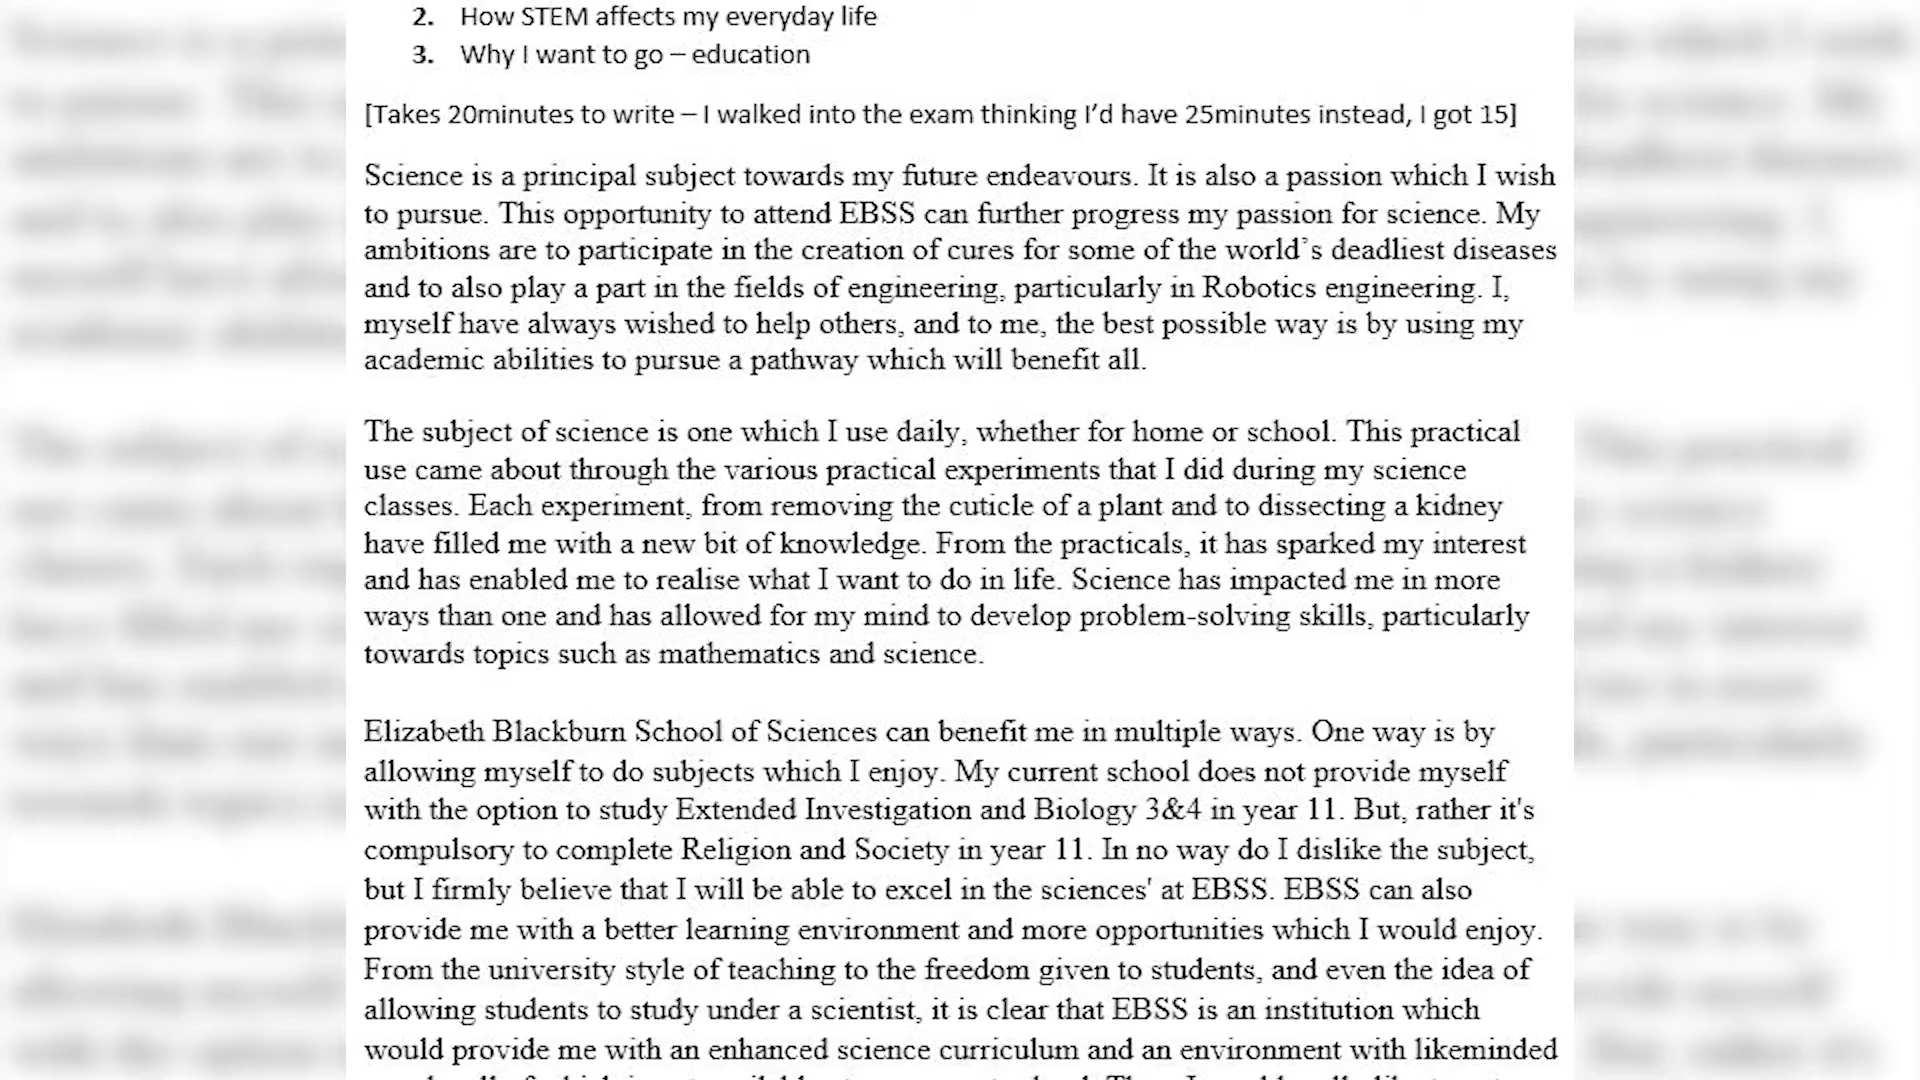 2. How STEM affects my everyday life
3. Why I want to go – education
[Takes 20minutes to write – I walked into the exam thinking I'd have 25minutes instead, I got 15]
Science is a principal subject towards my future endeavours. It is also a passion which I wish
to pursue. This opportunity to attend EBSS can further progress my passion for science. My
ambitions are to participate in the creation of cures for some of the world's deadliest diseases
and to also play a part in the fields of engineering, particularly in Robotics engineering. I,
myself have always wished to help others, and to me, the best possible way is by using my
academic abilities to pursue a pathway which will benefit all.
The subject of science is one which I use daily, whether for home or school. This practical
use came about through the various practical experiments that I did during my science
classes. Each experiment, from removing the cuticle of a plant and to dissecting a kidney
have filled me with a new bit of knowledge. From the practicals, it has sparked my interest
and has enabled me to realise what I want to do in life. Science has impacted me in more
ways than one and has allowed for my mind to develop problem-solving skills, particularly
towards topics such as mathematics and science.
Elizabeth Blackburn School of Sciences can benefit me in multiple ways. One way is by
allowing myself to do subjects which I enjoy. My current school does not provide myself
with the option to study Extended Investigation and Biology 3&4 in year 11. But, rather it's
compulsory to complete Religion and Society in year 11. In no way do I dislike the subject,
but I firmly believe that I will be able to excel in the sciences' at EBSS. EBSS can also
provide me with a better learning environment and more opportunities which I would enjoy.
From the university style of teaching to the freedom given to students, and even the idea of
allowing students to study under a scientist, it is clear that EBSS is an institution which
would provide me with an enhanced science curriculum and an environment with likeminded